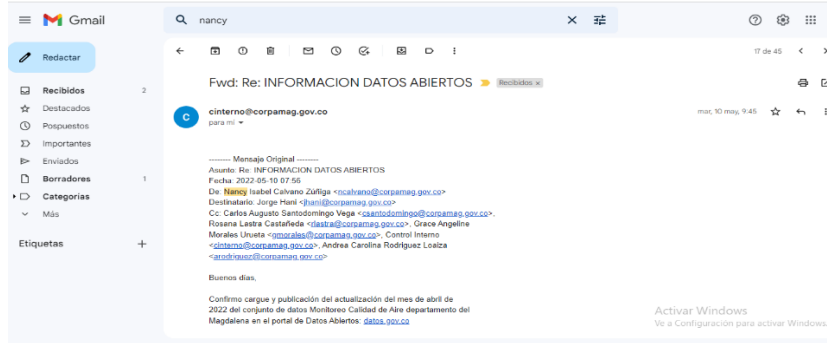 Gmail
nancy
Redactar
17 de 45
Recibidos 2
Destacados
Pospuestos
Importantes
Enviados
Borradores 1
Categorías
Más
Etiquetas +
Fwd: Re: INFORMACION DATOS ABIERTOS
Recibidos x
cinterno@corpamag.gov.co
mar, 10 may, 9:45
para mí
C
-------- Mensaje Original --------
Asunto: Re: INFORMACION DATOS ABIERTOS
Fecha: 2022-05-10 07:56
De: Nancy Isabel Calvano Zúñiga <ncalvano@corpamag.gov.co>
Destinatario: Jorge Hani <jhani@corpamag.gov.co>
Cc: Carlos Augusto Santodomingo Vega <csantodomingo@corpamag.gov.co>,
Rosana Lastra Castañeda <rlastra@corpamag.gov.co>, Grace Angeline
Morales Urueta <gmorales@corpamag.gov.co>, Control Interno
<cinterno@corpamag.gov.co>, Andrea Carolina Rodriguez Loaiza
<arodriguez@corpamag.gov.co>
Buenos días,
Confirmo cargue y publicación del actualización del mes de abril de
2022 del conjunto de datos Monitoreo Calidad de Aire departamento del
Magdalena en el portal de Datos Abiertos: datos.gov.co
Activar Windows
Ve a Configuración para activar Windows.